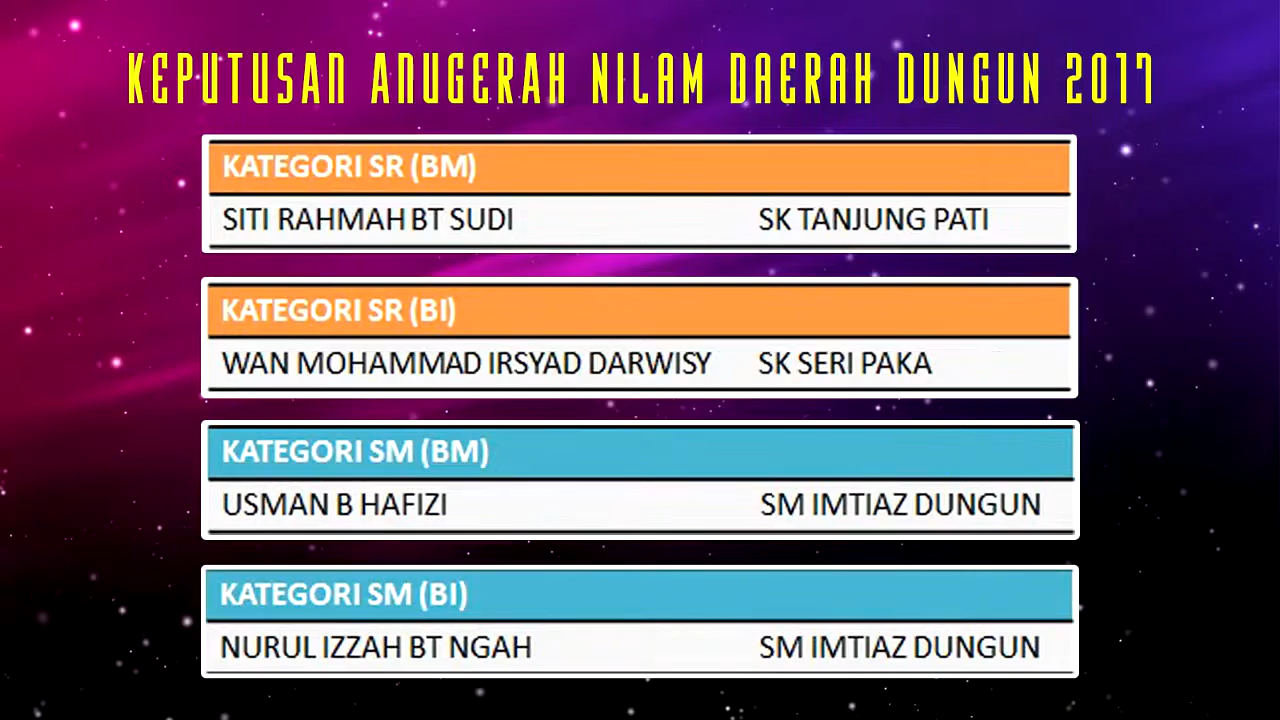 KEPUTUSAN ANUGERAH NILAM DAERAH DUNGUN 2017
KATEGORI SR (BM)
SITI RAHMAH BT SUDI SK TANJUNG PATI
KATEGORI SR (BI)
WAN MOHAMMAD IRSYAD DARWISY SK SERI PAKA
KATEGORI SM (BM)
USMAN B HAFIZI SM IMTIAZ DUNGUN
KATEGORI SM (BI)
NURUL IZZAH BT NGAH SM IMTIAZ DUNGUN